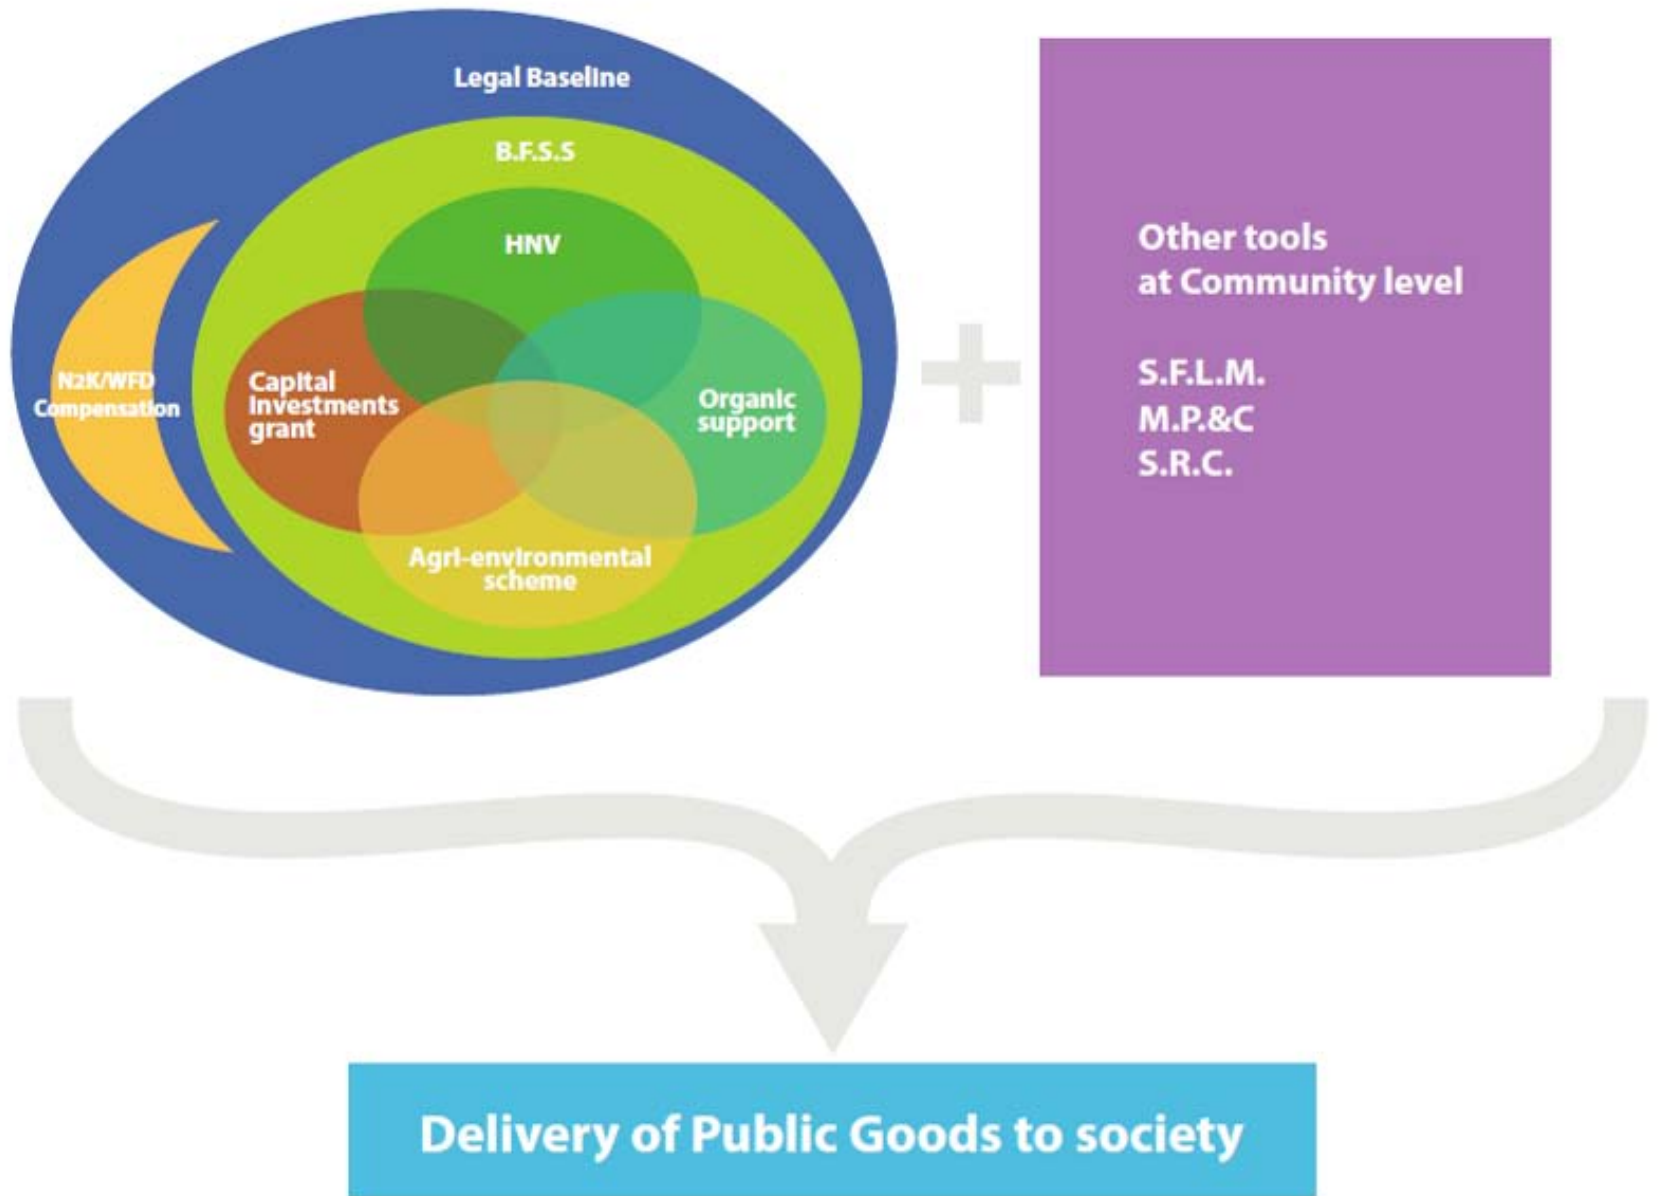 Legal Baseline
B.F.S.S
HNV
N2K/WFD
Compensation
Capital
Investments
grant
Organic
support
Agri-environmental
scheme
Other tools
at Community level
S.F.L.M.
M.P.&C
S.R.C.
Delivery of Public Goods to society